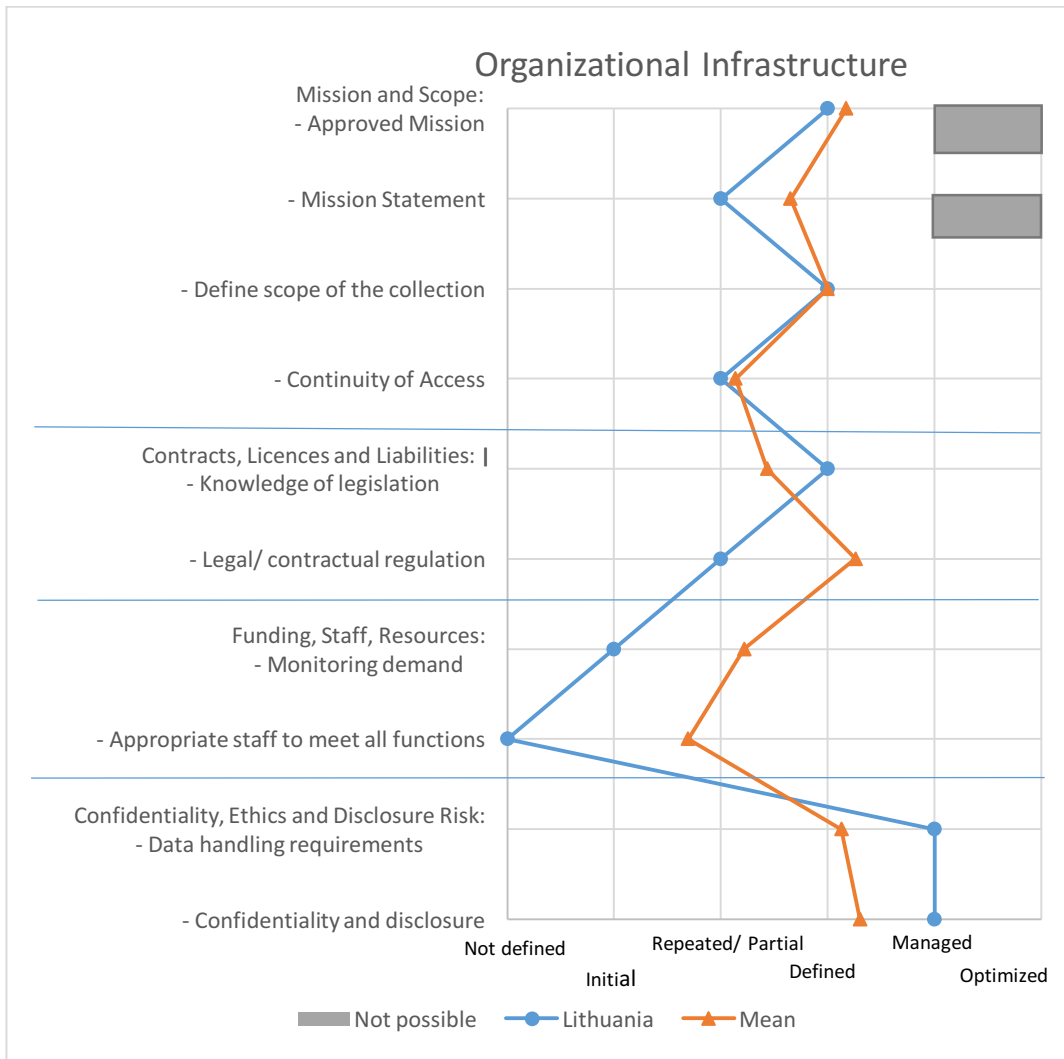 Organizational Infrastructure
Mission and Scope:
- Approved Mission
- Mission Statement
- Define scope of the collection
- Continuity of Access
Contracts, Licences and Liabilities: |
- Knowledge of legislation
- Legal/ contractual regulation
Funding, Staff, Resources:
- Monitoring demand
- Appropriate staff to meet all functions
Confidentiality, Ethics and Disclosure Risk:
- Data handling requirements
- Confidentiality and disclosure
Not defined
Initial
Repeated/ Partial
Defined
Managed
Optimized
Not possible
Lithuania
Mean